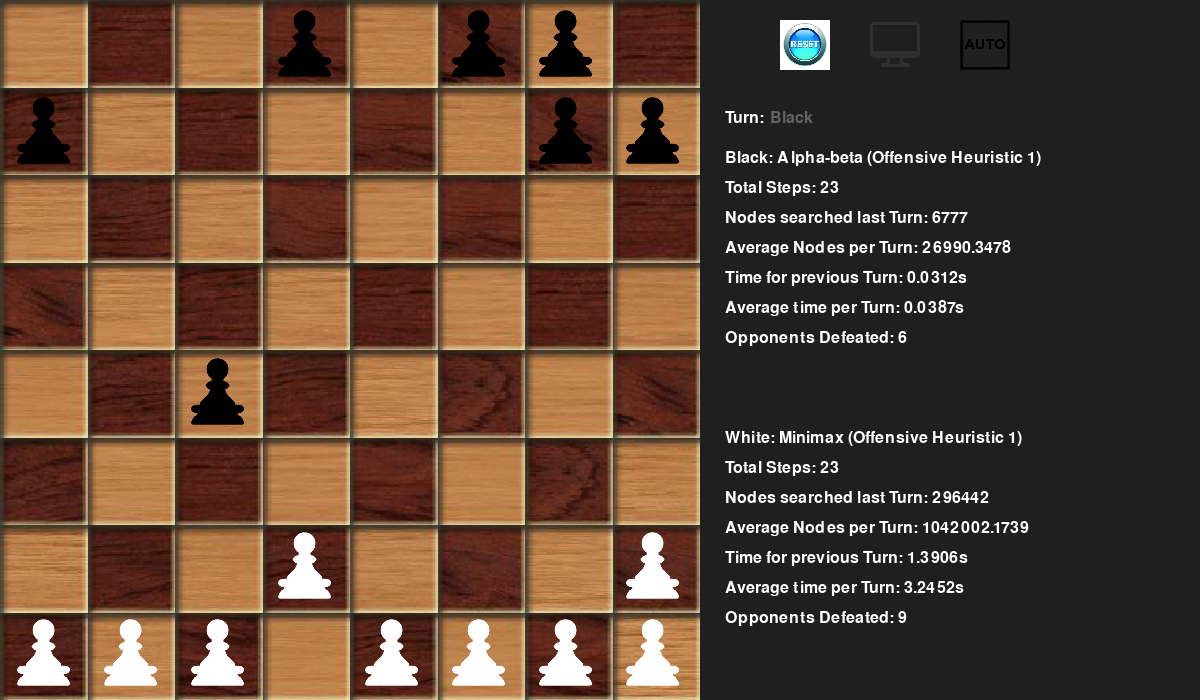 RESET
AUTO
Turn: Black
Black: Alpha-beta (Offensive Heuristic 1)
Total Steps: 23
Nodes searched last Turn: 6777
Average Nodes per Turn: 26990.3478
Time for previous Turn: 0.0312s
Average time per Turn: 0.0387s
Opponents Defeated: 6
White: Minimax (Offensive Heuristic 1)
Total Steps: 23
Nodes searched last Turn: 296442
Average Nodes per Turn: 1042002.1739
Time for previous Turn: 1.3906s
Average time per Turn: 3.2452s
Opponents Defeated: 9